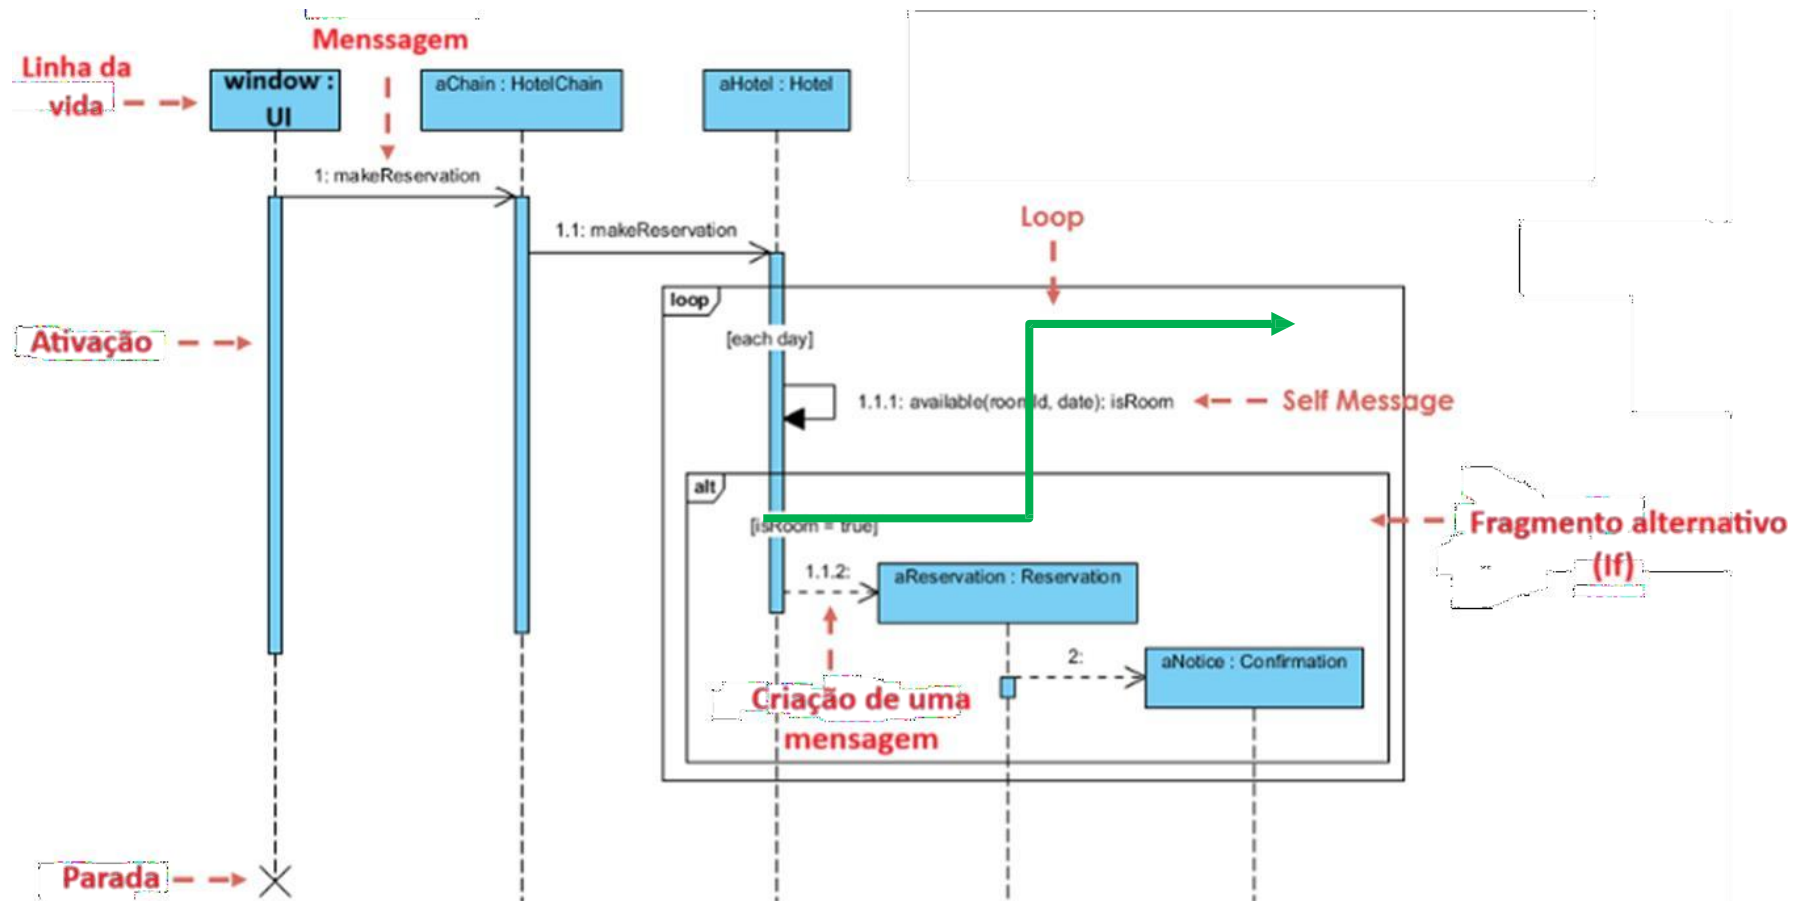 Menssagem
Linha da
vida
window :
UI
aChain : HotelChain
aHotel : Hotel
1: makeReservation
1.1: makeReservation
Loop
loop
[each day]
Ativação
1.1.1: available(roomId, date): isRoom
Self Message
alt
[isRoom = true]
Fragmento alternativo
(If)
1.1.2:
aReservation : Reservation
2:
aNotice : Confirmation
Criação de uma
mensagem
Parada